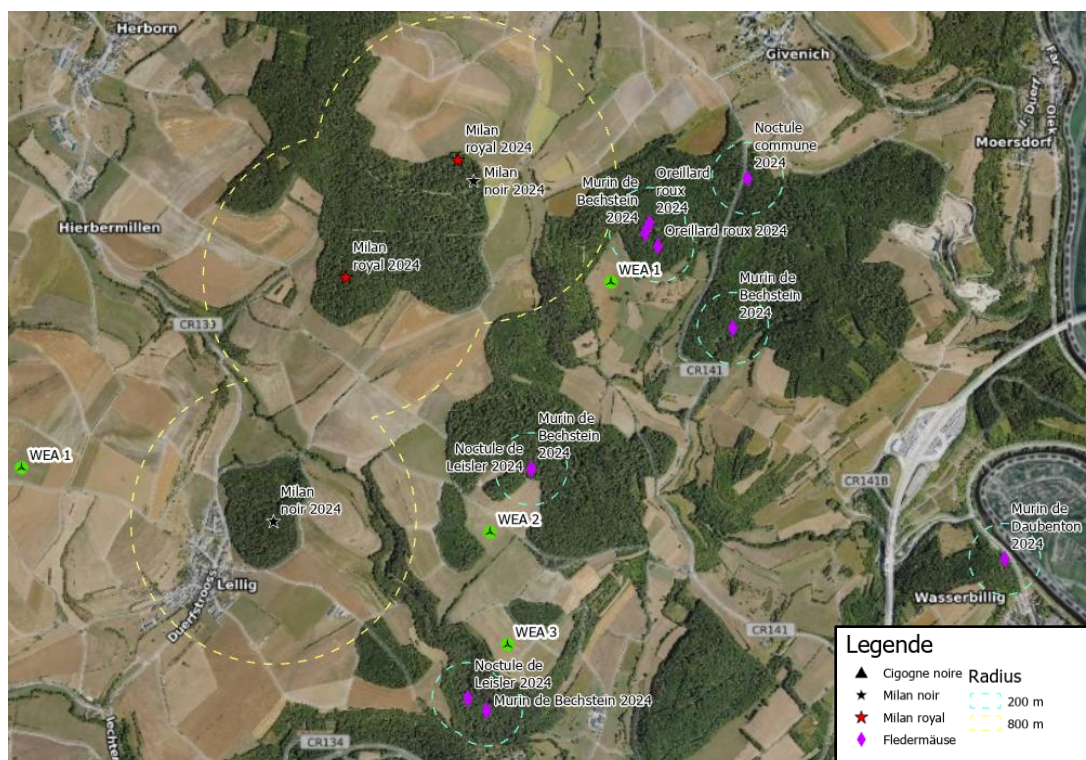 Herborn
Givenich
Duerf
Moersdorf
Milan
royal 2024
Milan
noir 2024
Noctule
commune
2024
Murin de
Bechstein
2024
Oreillard
roux
2024
Oreillard roux 2024
Hierbermillen
Milan
royal 2024
WEA 1
Murin de
Bechstein
2024
CR139
CR141
Murin de
Bechstein
2024
Noctule de
Leisler 2024
WEA 1
CR141B
Milan
noir 2024
WEA 2
Murin de
Daubenton
2024
Lellig
Duerfstrooss
Wasserbillig
WEA 3
CR141
Noctule de
Leisler 2024
Murin de Bechstein 2024
CR134
Legende
Cigogne noire
Milan noir
Milan royal
Fledermäuse
Radius
200 m
800 m